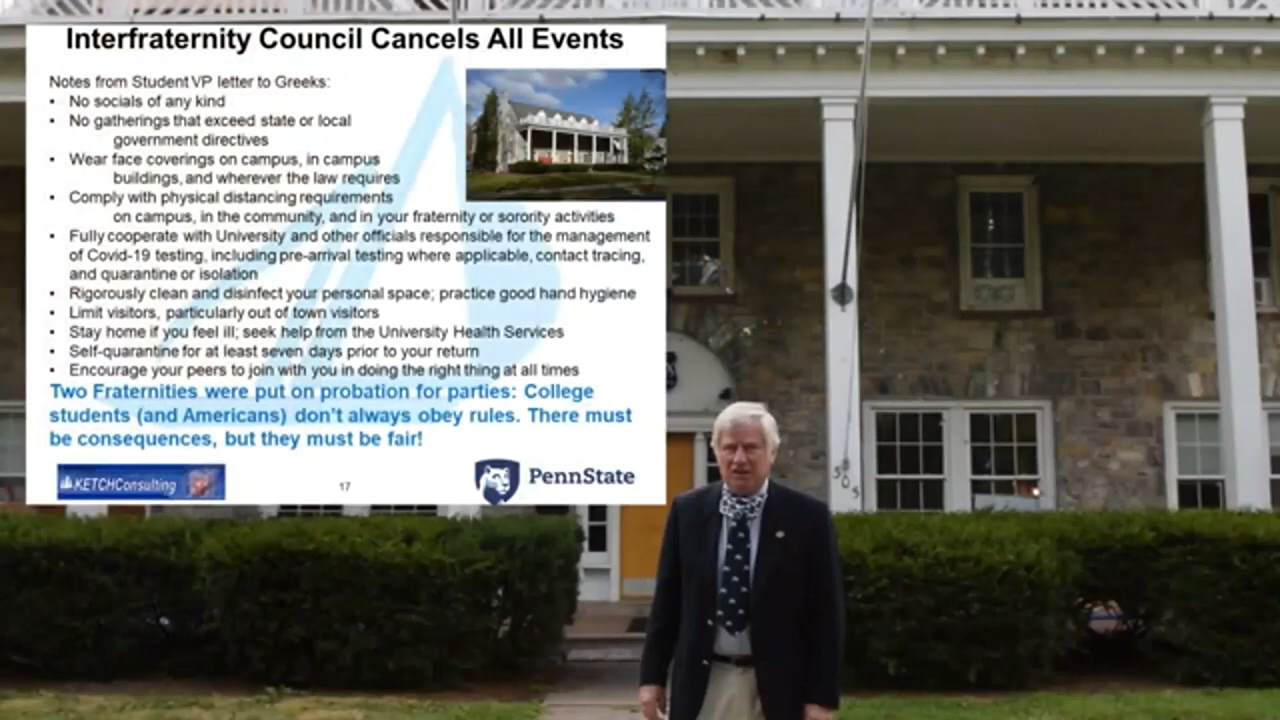 Interfraternity Council Cancels All Events
Notes from Student VP letter to Greeks:
• No socials of any kind
• No gatherings that exceed state or local
government directives
• Wear face coverings on campus, in campus
buildings, and wherever the law requires
• Comply with physical distancing requirements
on campus, in the community, and in your fraternity or sorority activities
• Fully cooperate with University and other officials responsible for the management
of Covid-19 testing, including pre-arrival testing where applicable, contact tracing,
and quarantine or isolation
• Rigorously clean and disinfect your personal space; practice good hand hygiene
• Limit visitors, particularly out of town visitors
• Stay home if you feel ill; seek help from the University Health Services
• Self-quarantine for at least seven days prior to your return
• Encourage your peers to join with you in doing the right thing at all times
Two Fraternities were put on probation for parties: College
students (and Americans) don't always obey rules. There must
be consequences, but they must be fair!
KETCHConsulting
17
PennState
505